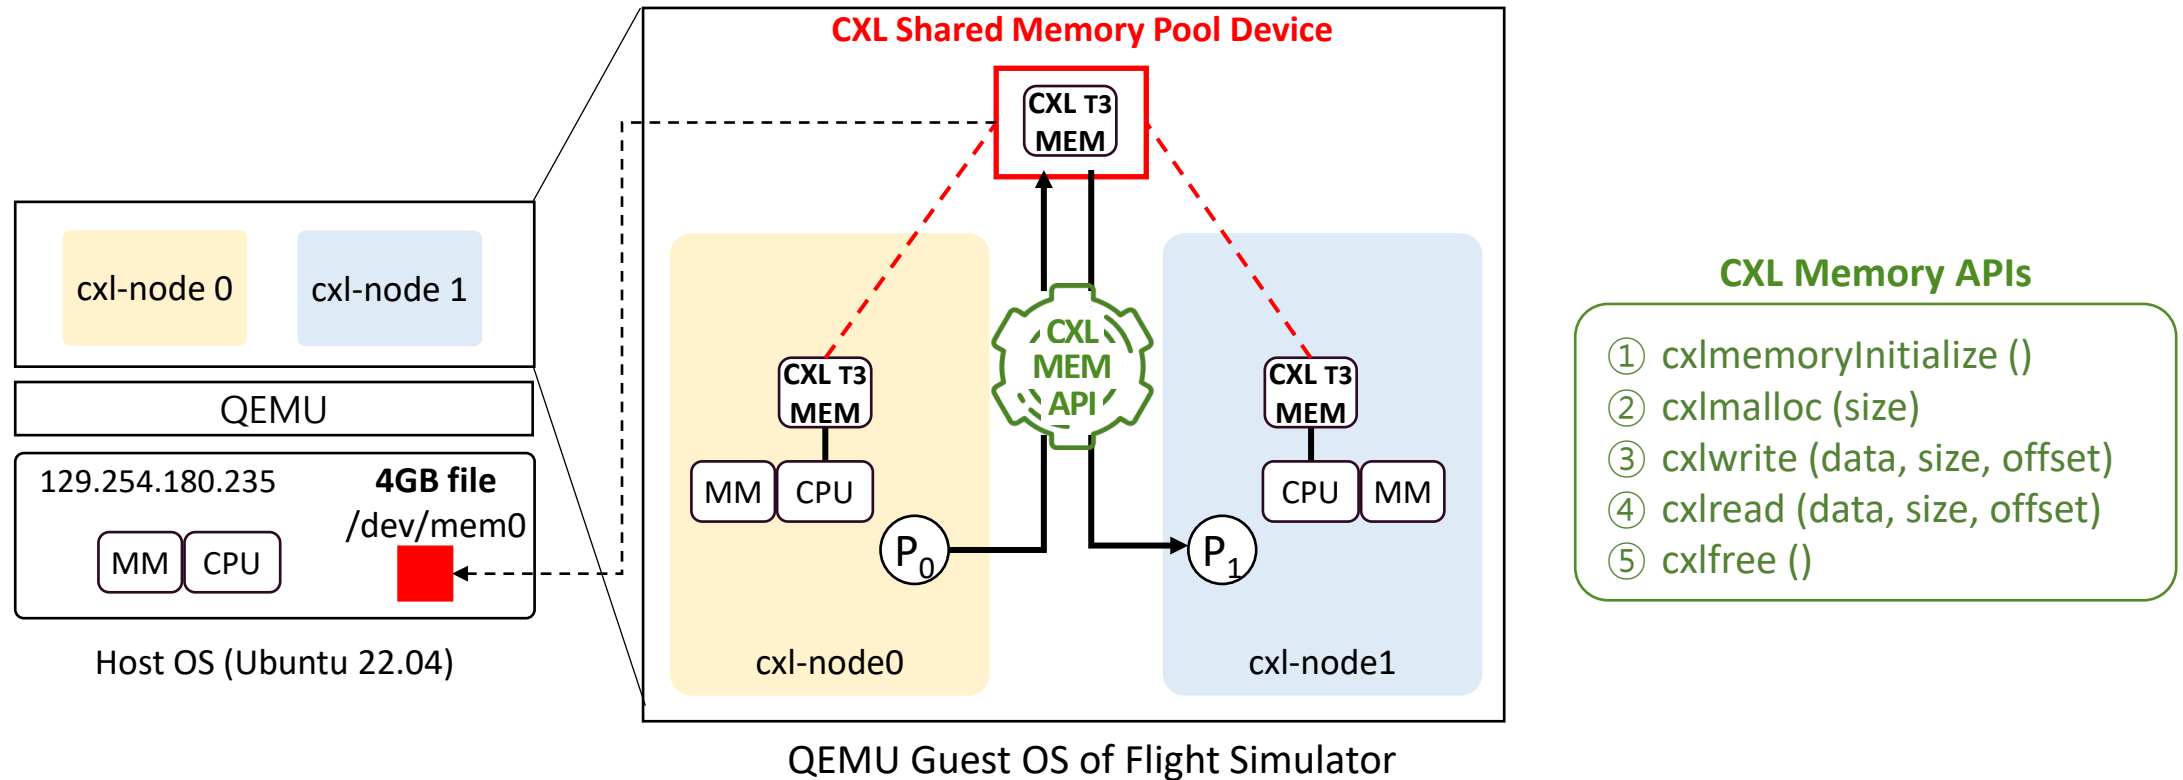 CXL Shared Memory Pool Device
CXL T3
MEM
cxl-node 0
cxl-node 1
QEMU
129.254.180.235
4GB file
/dev/mem0
MM
CPU
Host OS (Ubuntu 22.04)
CXL T3
MEM
MM
CPU
P0
cxl-node0
CXL
MEM
API
CXL T3
MEM
CPU
MM
P1
cxl-node1
QEMU Guest OS of Flight Simulator
CXL Memory APIs
① cxlmemoryInitialize ()
② cxlmalloc (size)
③ cxlwrite (data, size, offset)
④ cxlread (data, size, offset)
⑤ cxlfree ()